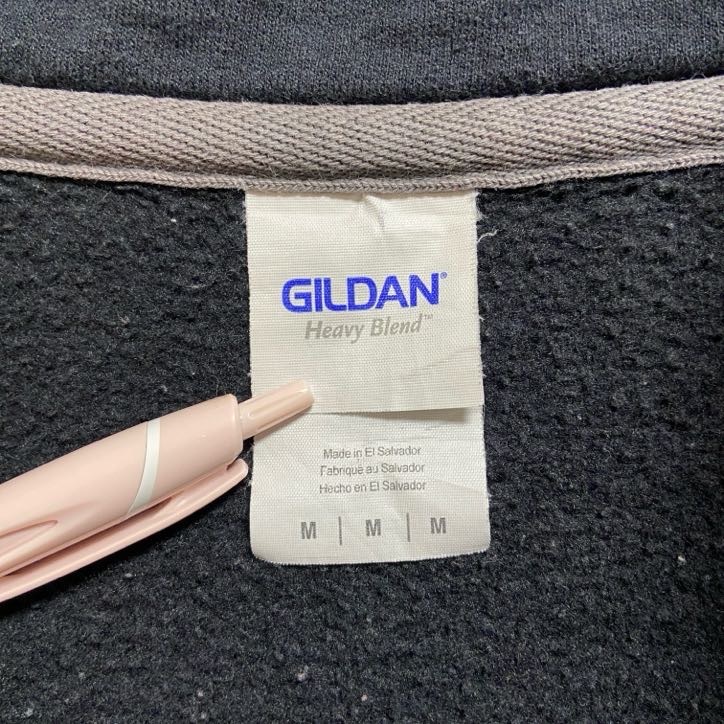 GILDAN®
Heavy Blend™
Made in El Salvador
Fabriqué au Salvador
Hecho en El Salvador
M | M | M